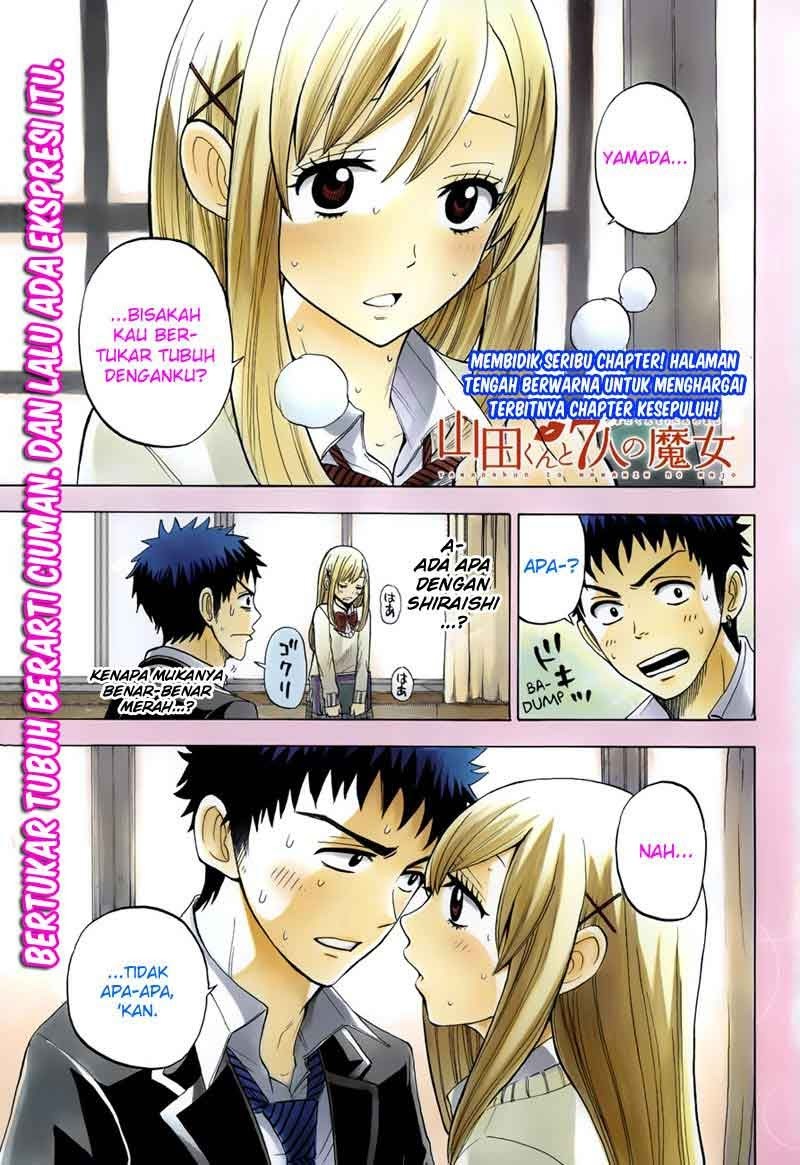 YAMADA...
...BISAKAH
KAU BER-
TUKAR TUBUH
DENGANKU?
BERTUKAR TUBUH BERARTI CIUMAN. DAN LALU ADA EKSPRESI ITU.
MEMBIDIK SERIBU CHAPTER! HALAMAN
TENGAH BERWARNA UNTUK MENGHARGAI
TERBITNYA CHAPTER KESEPULUH!
山田くんと7人の魔女
APA-?
ドキッ
BA-
DUMP
A-
ADA APA
DENGAN
SHIRAISHI
...?
はぁ
はぁ
ゴクリ
KENAPA MUKANYA
BENAR-BENAR
MERAH...?
NAH...
...TIDAK
APA-APA,
'KAN.